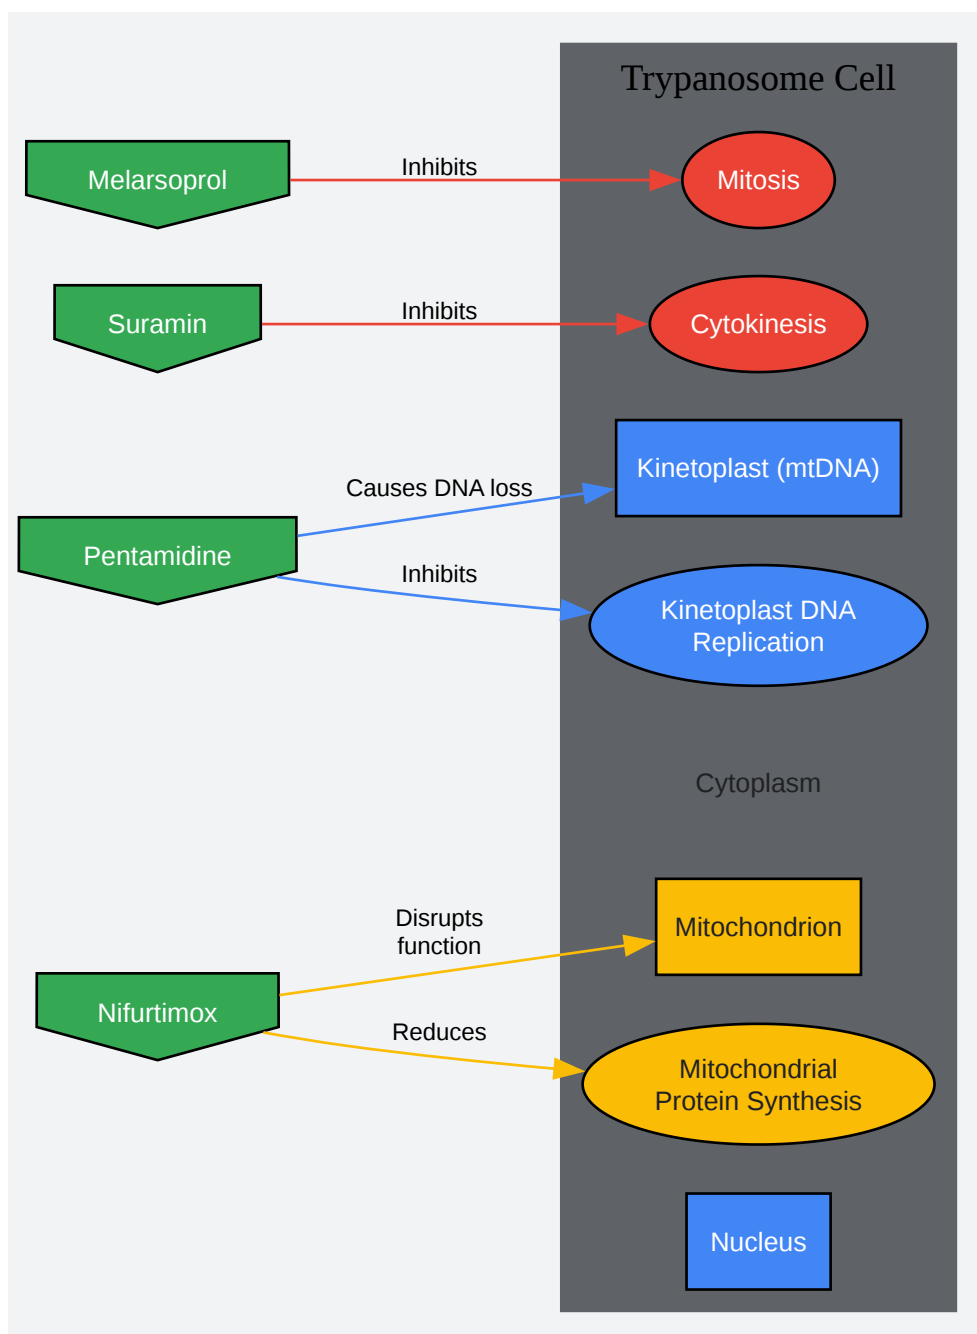 Trypanosome Cell
Melarsoprol
Inhibits
Mitosis
Suramin
Inhibits
Cytokinesis
Kinetoplast (mtDNA)
Causes DNA loss
Pentamidine
Inhibits
Kinetoplast DNA
Replication
Cytoplasm
Disrupts
function
Mitochondrion
Nifurtimox
Reduces
Mitochondrial
Protein Synthesis
Nucleus